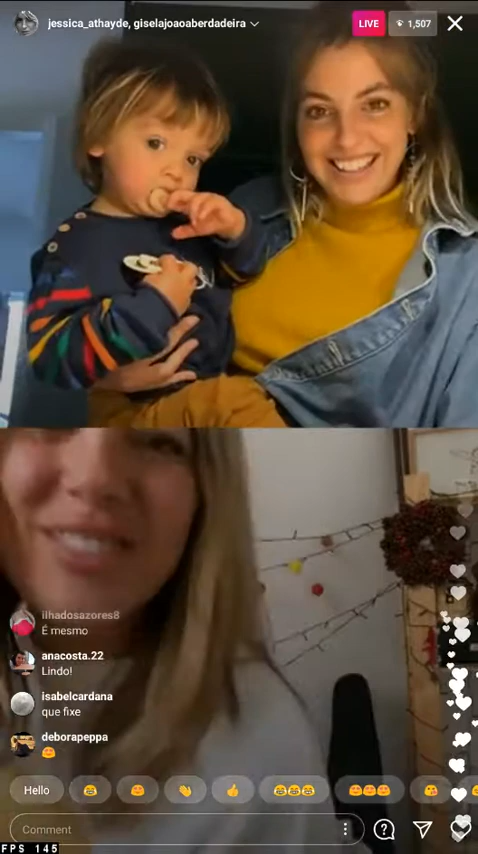 jessica_athayde, giselajoaoaberdadeira
LIVE
1,507
ilhadosazores8
É mesmo
anacosta.22
Lindo!
isabelcardana
que fixe
deborapeppa
🥰
Hello
Comment
FPS 145